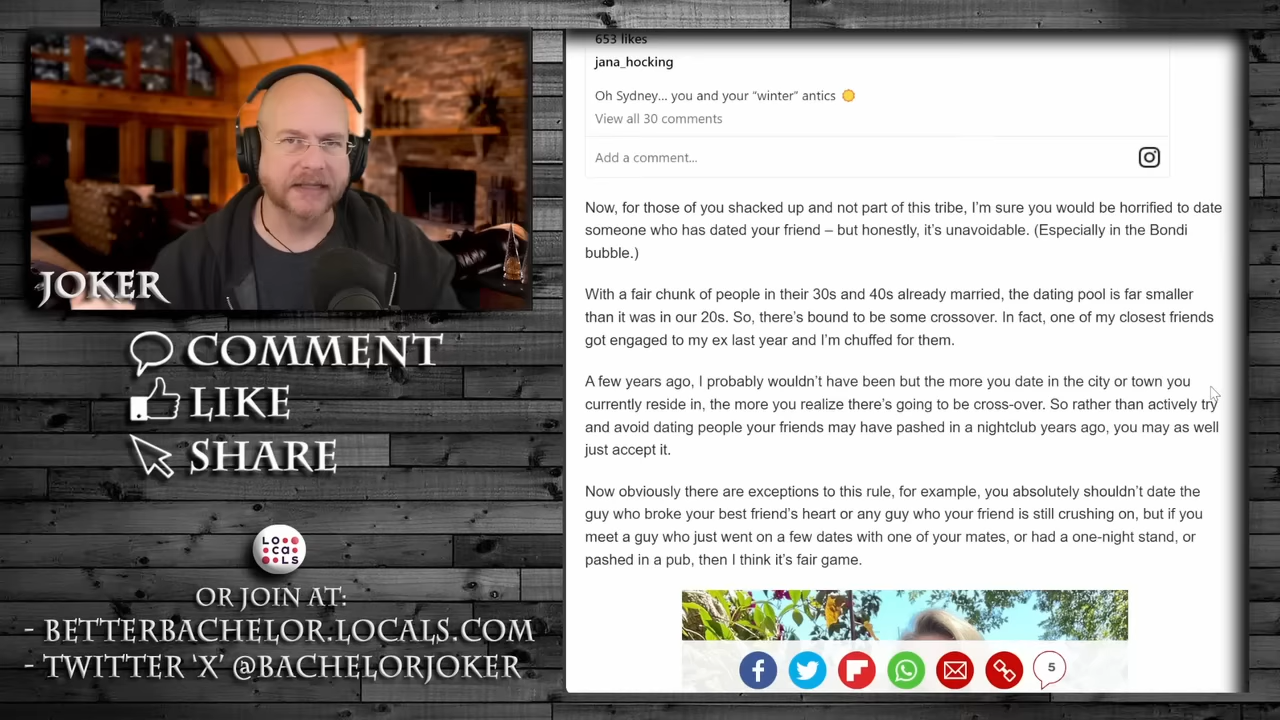 JOKER
COMMENT
LIKE
SHARE
LOcaLS
OR JOIN AT:
- BETTERBACHELOR.LOCALS.COM
- TWITTER 'X' @BACHELORJOKER
653 likes
jana_hocking
Oh Sydney... you and your “winter” antics
View all 30 comments
Add a comment...
Now, for those of you shacked up and not part of this tribe, I’m sure you would be horrified to date
someone who has dated your friend – but honestly, it’s unavoidable. (Especially in the Bondi
bubble.)
With a fair chunk of people in their 30s and 40s already married, the dating pool is far smaller
than it was in our 20s. So, there’s bound to be some crossover. In fact, one of my closest friends
got engaged to my ex last year and I’m chuffed for them.
A few years ago, I probably wouldn’t have been but the more you date in the city or town you
currently reside in, the more you realize there’s going to be cross-over. So rather than actively try
and avoid dating people your friends may have pashed in a nightclub years ago, you may as well
just accept it.
Now obviously there are exceptions to this rule, for example, you absolutely shouldn’t date the
guy who broke your best friend’s heart or any guy who your friend is still crushing on, but if you
meet a guy who just went on a few dates with one of your mates, or had a one-night stand, or
pashed in a pub, then I think it’s fair game.
5